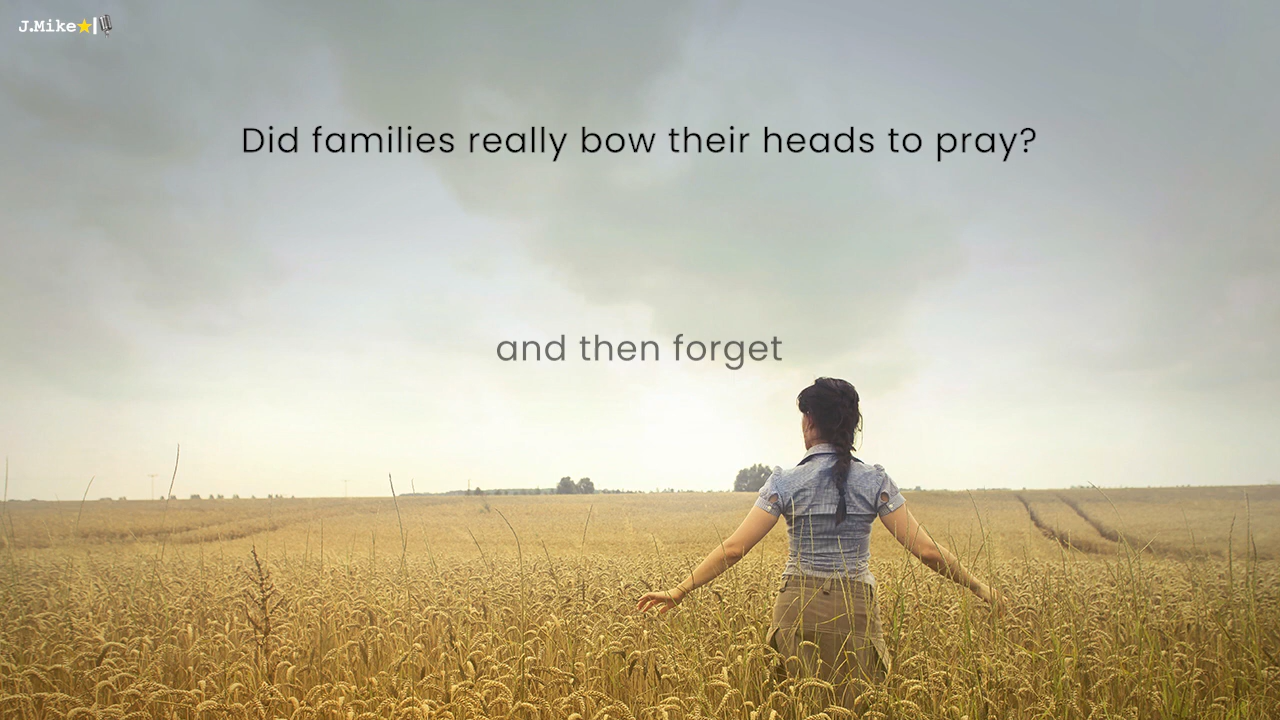 J.Mike
Did families really bow their heads to pray?
and then forget